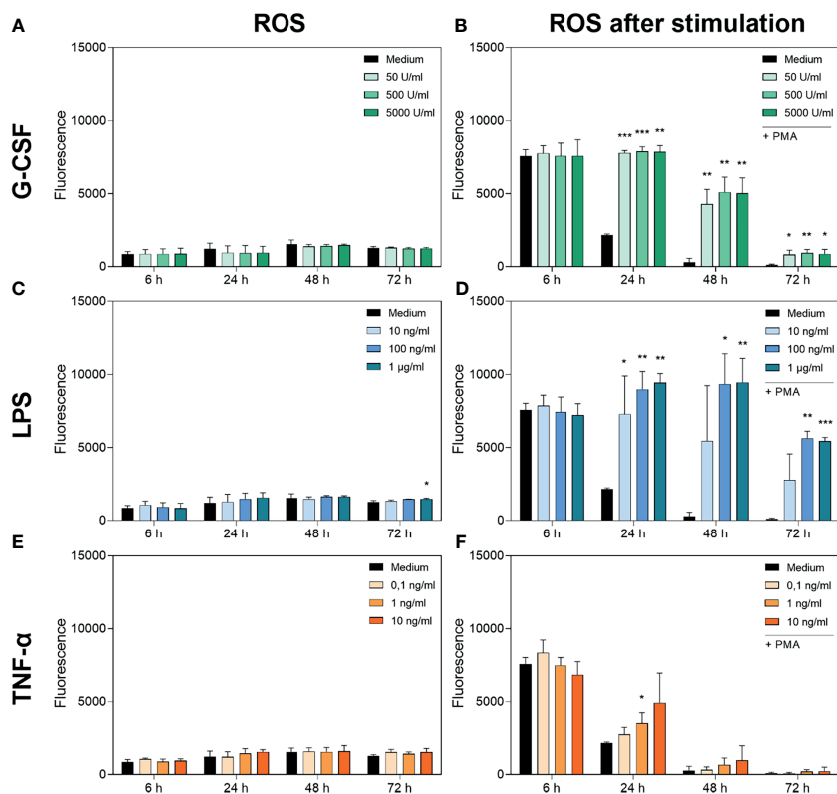 ROS
ROS after stimulation
G-CSF
A
Fluorescence
15000
10000
5000
0
Medium
50 U/ml
500 U/ml
5000 U/ml
6 h
24 h
48 h
72 h
B
Fluorescence
15000
10000
5000
0
Medium
50 U/ml
500 U/ml
5000 U/ml
+ PMA
*** *** **
** ** **
* ** *
6 h
24 h
48 h
72 h
LPS
C
Fluorescence
15000
10000
5000
0
Medium
10 ng/ml
100 ng/ml
1 µg/ml
*
6 h
24 h
48 h
72 h
D
Fluorescence
15000
10000
5000
0
Medium
10 ng/ml
100 ng/ml
1 µg/ml
+ PMA
* ** **
* **
** ***
6 h
24 h
48 h
72 h
TNF-α
E
Fluorescence
15000
10000
5000
0
Medium
0,1 ng/ml
1 ng/ml
10 ng/ml
6 h
24 h
48 h
72 h
F
Fluorescence
15000
10000
5000
0
Medium
0,1 ng/ml
1 ng/ml
10 ng/ml
+ PMA
*
6 h
24 h
48 h
72 h